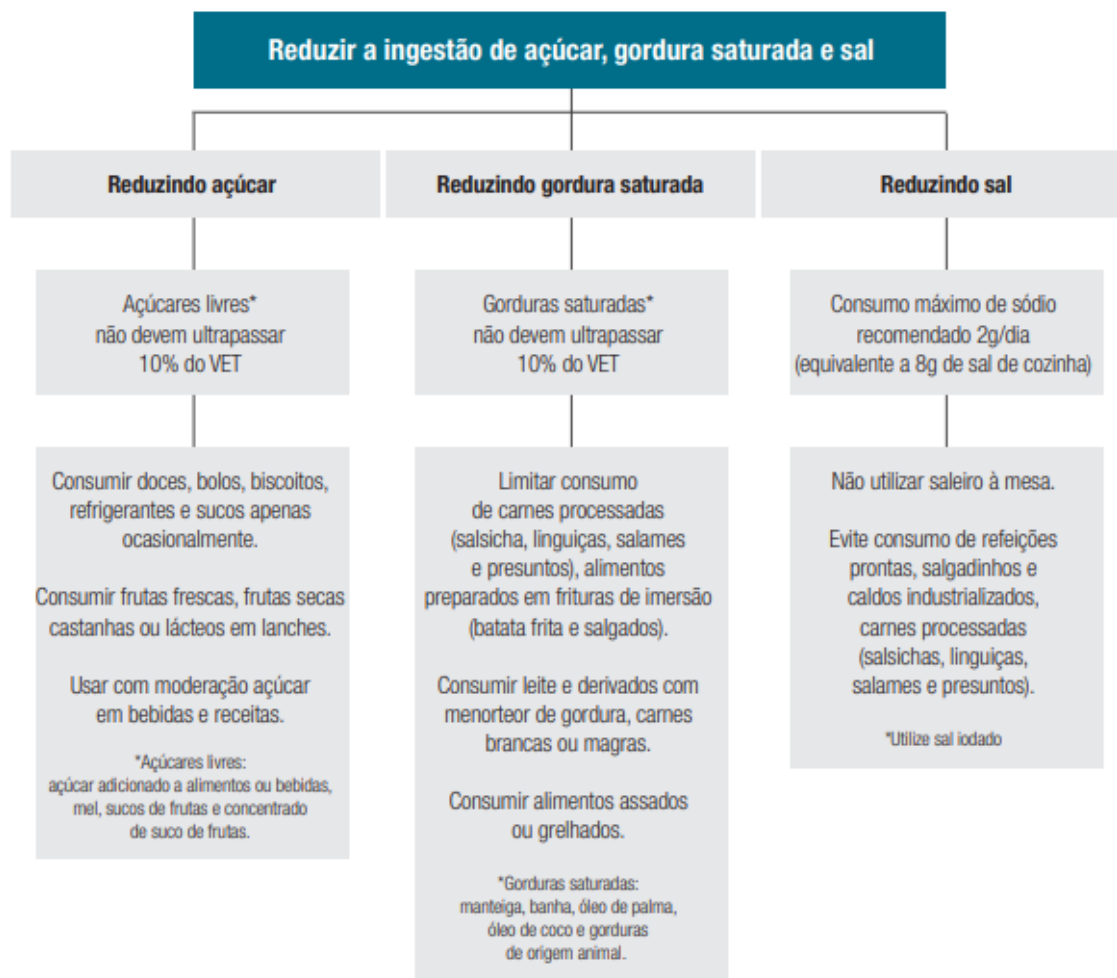 Reduzir a ingestão de açúcar, gordura saturada e sal
Reduzindo açúcar
Açúcares livres*
não devem ultrapassar
10% do VET
Consumir doces, bolos, biscoitos,
refrigerantes e sucos apenas
ocasionalmente.
Consumir frutas frescas, frutas secas
castanhas ou lácteos em lanches.
Usar com moderação açúcar
em bebidas e receitas.
*Açúcares livres:
açúcar adicionado a alimentos ou bebidas,
mel, sucos de frutas e concentrado
de suco de frutas.
Reduzindo gordura saturada
Gorduras saturadas*
não devem ultrapassar
10% do VET
Limitar consumo
de carnes processadas
(salsicha, linguiças, salames
e presuntos), alimentos
preparados em frituras de imersão
(batata frita e salgados).
Consumir leite e derivados com
menorteor de gordura, carnes
brancas ou magras.
Consumir alimentos assados
ou grelhados.
*Gorduras saturadas:
manteiga, banha, óleo de palma,
óleo de coco e gorduras
de origem animal.
Reduzindo sal
Consumo máximo de sódio
recomendado 2g/dia
(equivalente a 8g de sal de cozinha)
Não utilizar saleiro à mesa.
Evite consumo de refeições
prontas, salgadinhos e
caldos industrializados,
carnes processadas
(salsichas, linguiças,
salames e presuntos).
*Utilize sal iodado